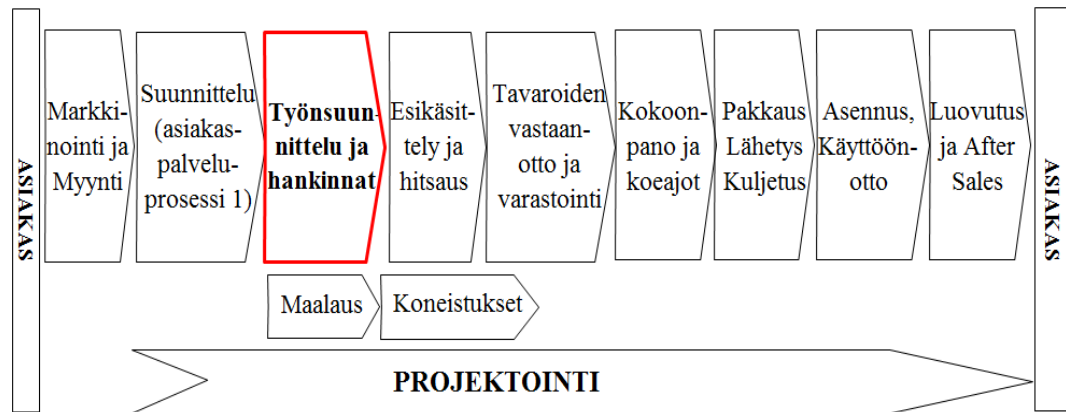 ASIAKAS
Markki-
nointi ja
Myynti
Suunnittelu
(asiakas-
palvelu-
prosessi 1)
Työnsuun-
nittelu ja
hankinnat
Esikäsit-
tely ja
hitsaus
Tavaroiden
vastaan-
otto ja
varastointi
Kokoon-
pano ja
koeajot
Pakkaus
Lähetys
Kuljetus
Asennus,
Käyttöön-
otto
Luovutus
ja After
Sales
ASIAKAS
Maalaus
Koneistukset
PROJEKTOINTI